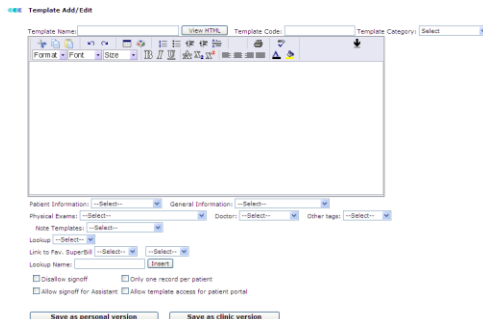 Template Add/Edit
Template Name: View HTML Template Code: Template Category: Select
Format Font Size B I U abc X₂ X² A
Patient Information: --Select-- General Information: --Select--
Physical Exams: --Select-- Doctor: --Select-- Other tags: --Select--
Note Templates: --Select--
Lookup --Select--
Link to Fav. SuperBill --Select-- --Select--
Lookup Name: Insert
Disallow signoff Only one record per patient
Allow signoff for Assistant Allow template access for patient portal
Save as personal version Save as clinic version